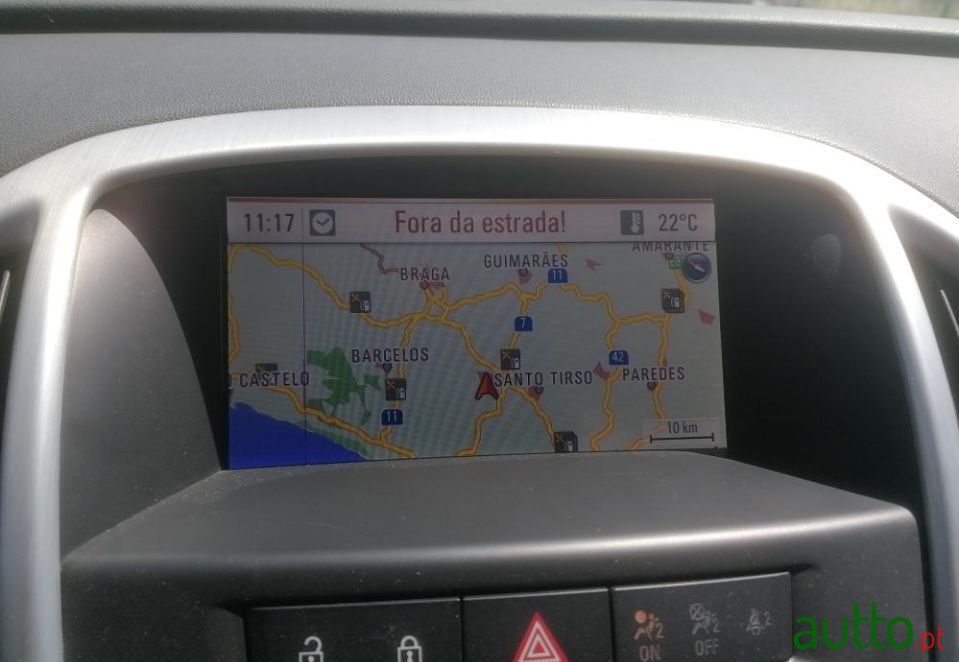 11:17 Fora da estrada! 22°C
AMARANTE
GUIMARÃES
BRAGA
11
7
BARCELOS
42
CASTELO
SANTO TIRSO
PAREDES
11
10 km
2 2 2
ON OFF
autto.pt